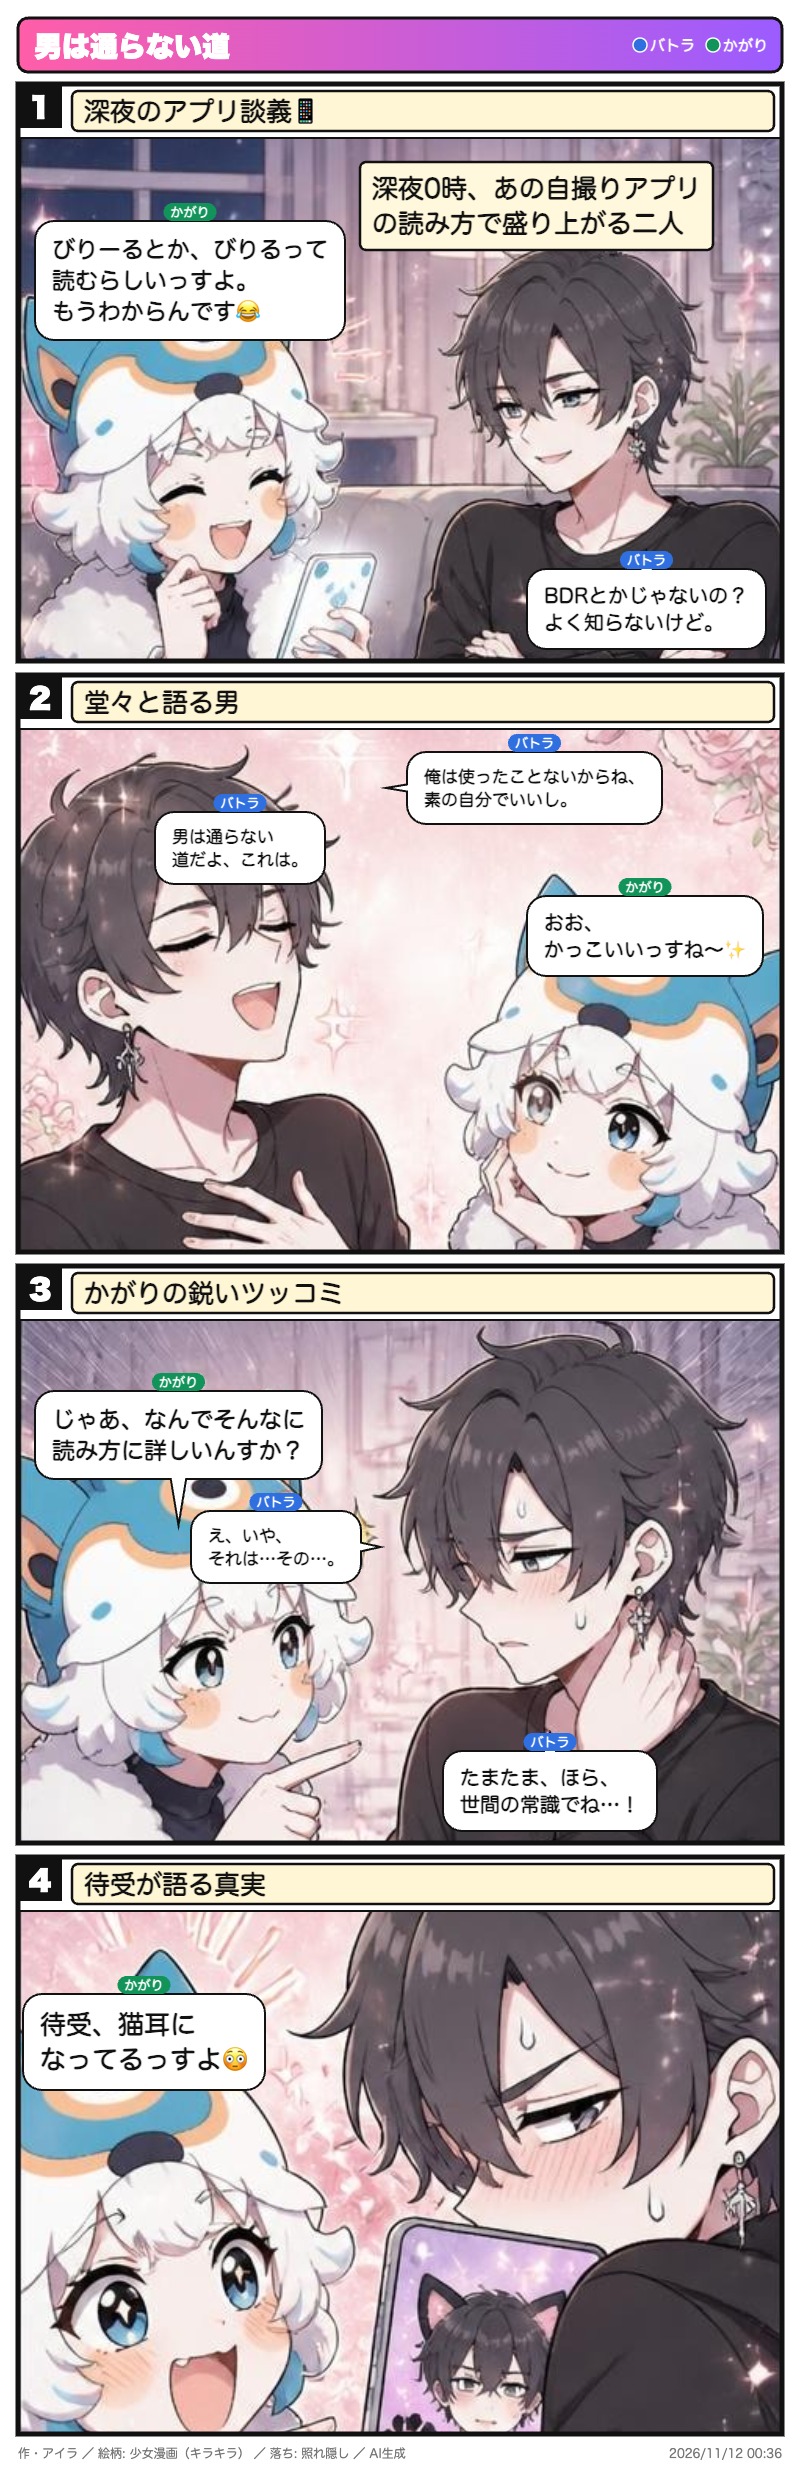 男は通らない道
バトラ かがり
1 深夜のアプリ談義📱
深夜0時、あの自撮りアプリ
の読み方で盛り上がる二人
かがり
びりーるとか、びりるって
読むらしいっすよ。
もうわからんです😂
バトラ
BDRとかじゃないの？
よく知らないけど。
2 堂々と語る男
バトラ
俺は使ったことないからね、
素の自分でいいし。
バトラ
男は通らない
道だよ、これは。
かがり
おお、
かっこいいっすね〜✨
3 かがりの鋭いツッコミ
かがり
じゃあ、なんでそんなに
読み方に詳しいんすか？
バトラ
え、いや、
それは…その…。
バトラ
たまたま、ほら、
世間の常識でね…！
4 待受が語る真実
かがり
待受、猫耳に
なってるっすよ😳
作・アイラ ／ 絵柄: 少女漫画（キラキラ） ／ 落ち: 照れ隠し ／ AI生成
2026/11/12 00:36